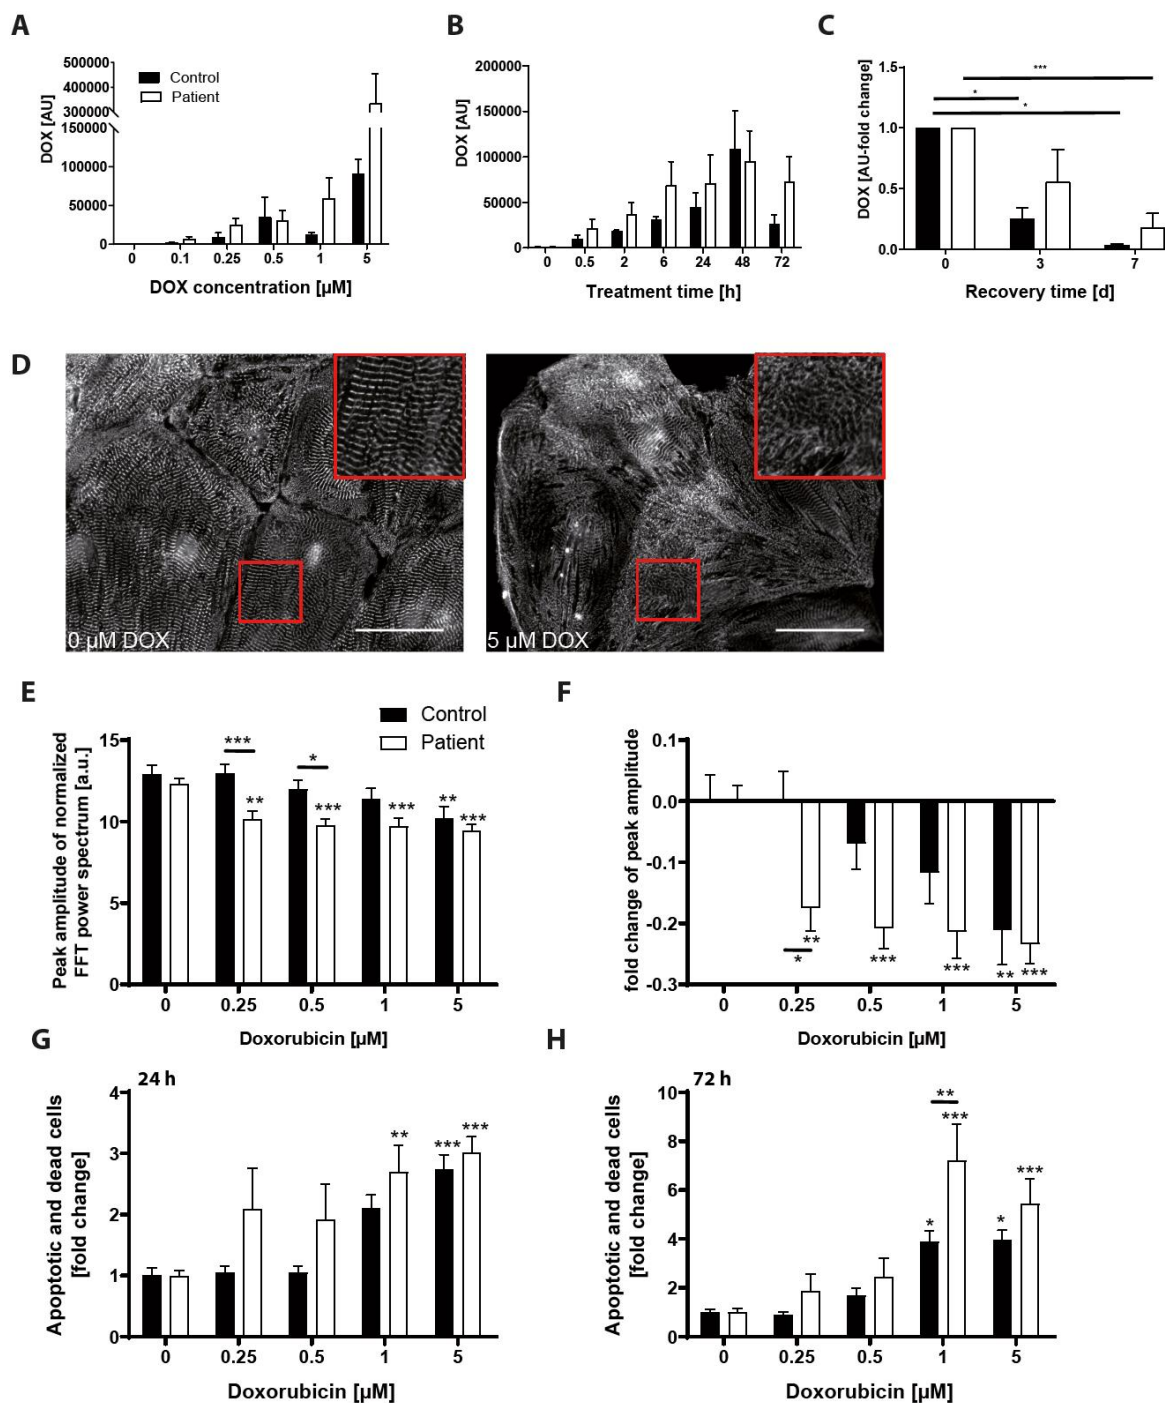 A
500000
400000
300000
150000
100000
50000
0
DOX [AU]
Control
Patient
0 0.1 0.25 0.5 1 5
DOX concentration [µM]
B
200000
150000
100000
50000
0
DOX [AU]
0 0.5 2 6 24 48 72
Treatment time [h]
C
1.5
1.0
0.5
0.0
DOX [AU-fold change]
***
*
*
0 3 7
Recovery time [d]
D
0 µM DOX
5 µM DOX
E
Control
Patient
15
10
5
0
Peak amplitude of normalized
FFT power spectrum [a.u.]
***
*
** *** *** ** ***
0 0.25 0.5 1 5
Doxorubicin [µM]
F
0.1
0.0
-0.1
-0.2
-0.3
fold change of peak amplitude
**
*
*** *** ** ***
0 0.25 0.5 1 5
Doxorubicin [µM]
G
24 h
4
3
2
1
0
Apoptotic and dead cells
[fold change]
** *** ***
0 0.25 0.5 1 5
Doxorubicin [µM]
H
72 h
10
8
6
4
2
0
Apoptotic and dead cells
[fold change]
**
* *** * ***
0 0.25 0.5 1 5
Doxorubicin [µM]